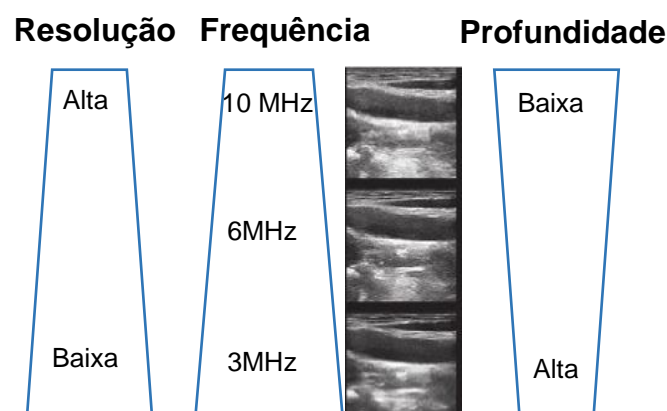 Resolução Frequência Profundidade
Alta 10 MHz Baixa
6MHz
Baixa 3MHz Alta